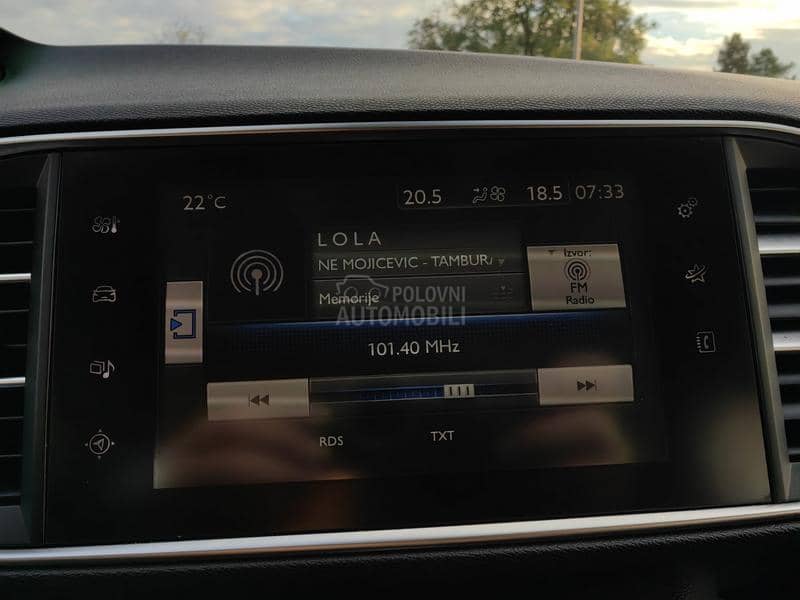 22°C
20.5
18.5
07:33
LOLA
NE MOJICEVIC - TAMBURA
Izvor:
FM
Radio
Memorije
POLOVNI
AUTOMOBILI
101.40 MHz
RDS
TXT